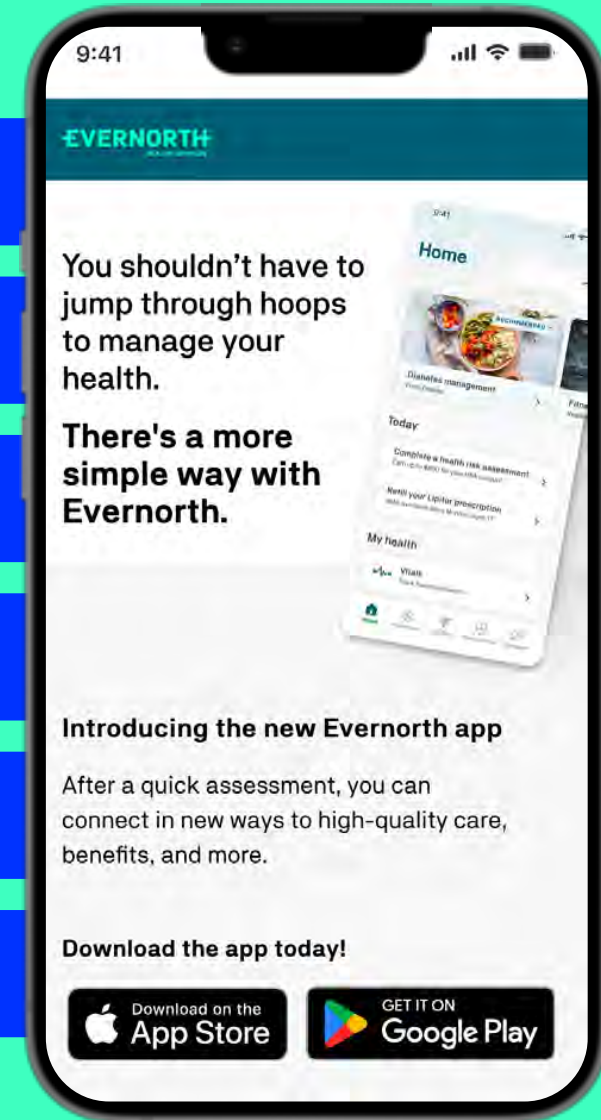 9:41
EVERNORTH
You shouldn't have to
jump through hoops
to manage your
health.
There's a more
simple way with
Evernorth.
9:41
Home
RECOMMENDED
Diabetes management
Today
Complete a health risk assessment
Refill your Lipitor prescription
My health
Vitals
Introducing the new Evernorth app
After a quick assessment, you can
connect in new ways to high-quality care,
benefits, and more.
Download the app today!
Download on the
App Store
GET IT ON
Google Play